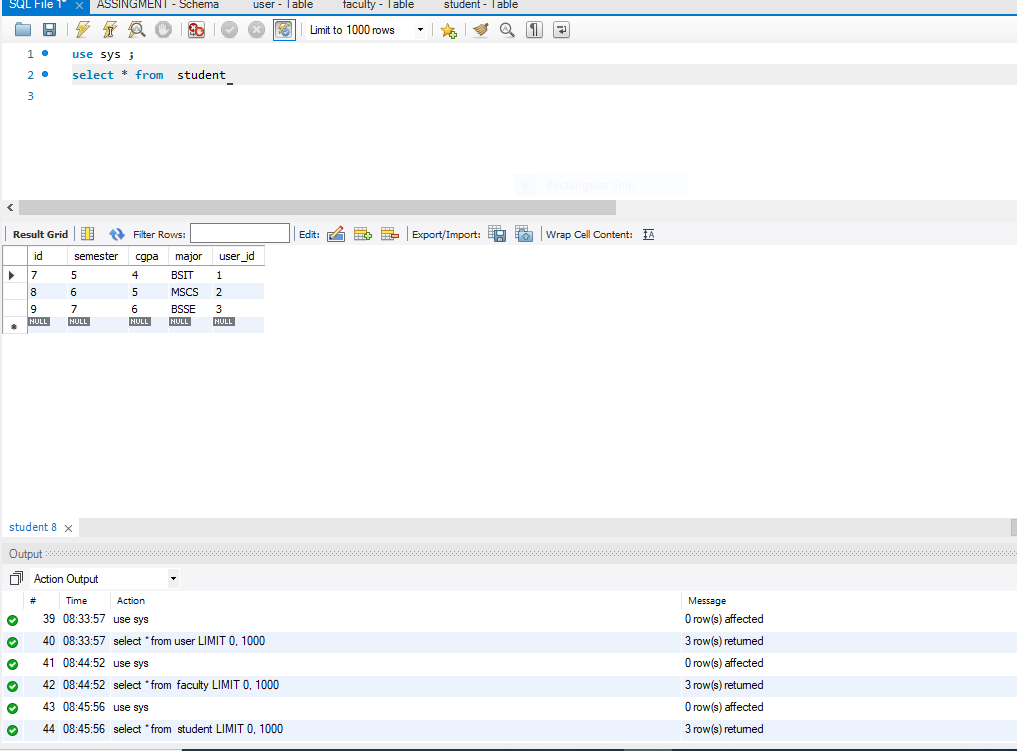 SQL File 1* ASSINGMENT - Schema user - Table faculty - Table student - Table
Limit to 1000 rows
1 use sys ;
2 select * from student
3
Rectangular Snip
Result Grid Filter Rows: Edit: Export/Import: Wrap Cell Content:
id semester cgpa major user_id
7 5 4 BSIT 1
8 6 5 MSCS 2
9 7 6 BSSE 3
NULL NULL NULL NULL NULL
student 8
Output
Action Output
# Time Action Message
39 08:33:57 use sys 0 row(s) affected
40 08:33:57 select * from user LIMIT 0, 1000 3 row(s) returned
41 08:44:52 use sys 0 row(s) affected
42 08:44:52 select * from faculty LIMIT 0, 1000 3 row(s) returned
43 08:45:56 use sys 0 row(s) affected
44 08:45:56 select * from student LIMIT 0, 1000 3 row(s) returned